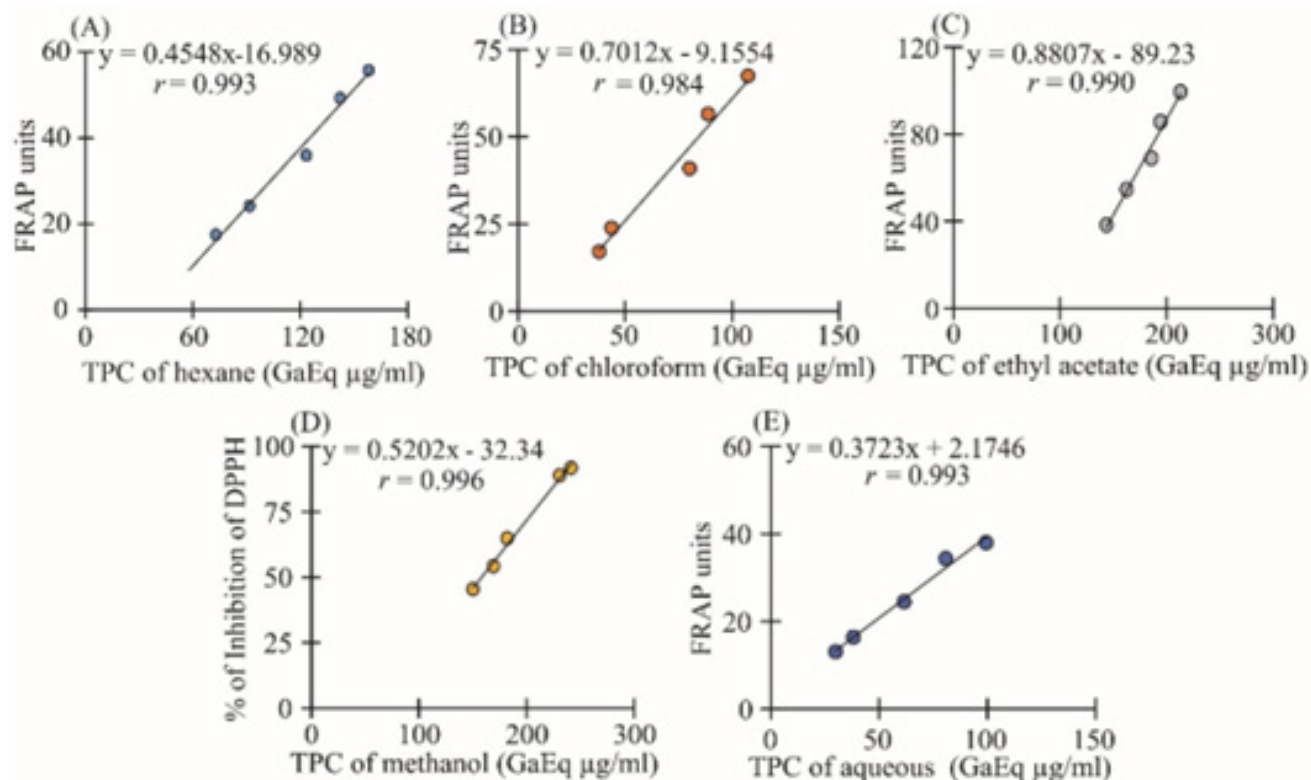 (A)
y = 0.4548x-16.989
r = 0.993
60
40
20
0
FRAP units
0 60 120 180
TPC of hexane (GaEq µg/ml)
(B)
y = 0.7012x - 9.1554
r = 0.984
75
50
25
0
FRAP units
0 50 100 150
TPC of chloroform (GaEq µg/ml)
(C)
y = 0.8807x - 89.23
r = 0.990
120
80
40
0
FRAP units
0 100 200 300
TPC of ethyl acetate (GaEq µg/ml)
(D)
y = 0.5202x - 32.34
r = 0.996
100
75
50
25
0
% of Inhibition of DPPH
0 100 200 300
TPC of methanol (GaEq µg/ml)
(E)
y = 0.3723x + 2.1746
r = 0.993
60
40
20
0
FRAP units
0 50 100 150
TPC of aqueous (GaEq µg/ml)